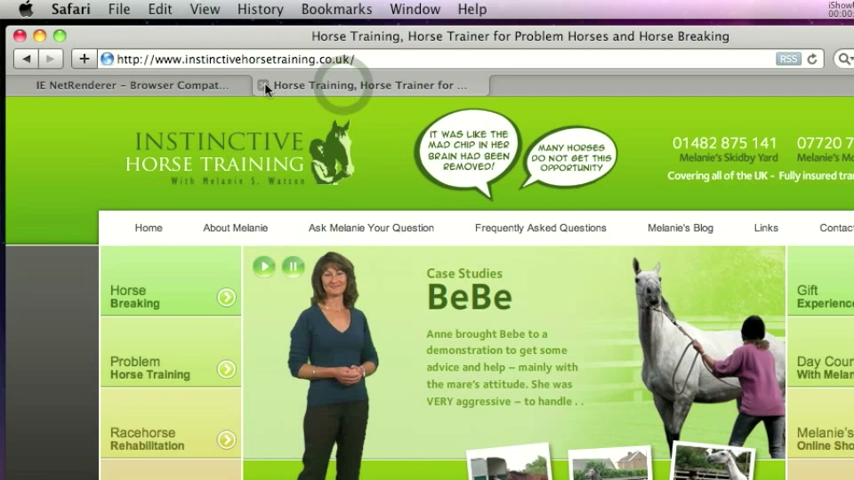 Safari File Edit View History Bookmarks Window Help
Horse Training, Horse Trainer for Problem Horses and Horse Breaking
http://www.instinctivehorsetraining.co.uk/ RSS
IE NetRenderer – Browser Compat... Horse Training, Horse Trainer for ...
INSTINCTIVE
HORSE TRAINING
With Melanie S. Watson
IT WAS LIKE THE
MAD CHIP IN HER
BRAIN HAD BEEN
REMOVED!
MANY HORSES
DO NOT GET THIS
OPPORTUNITY
01482 875 141 07720 7
Melanie's Skidby Yard Melanie's Mo
Covering all of the UK - Fully insured tra
Home About Melanie Ask Melanie Your Question Frequently Asked Questions Melanie's Blog Links Contac
Horse
Breaking
Problem
Horse Training
Racehorse
Rehabilitation
Case Studies
BeBe
Anne brought Bebe to a
demonstration to get some
advice and help – mainly with
the mare's attitude. She was
VERY aggressive – to handle . .
Gift
Experience
Day Cour
With Melan
Melanie's
Online Sho